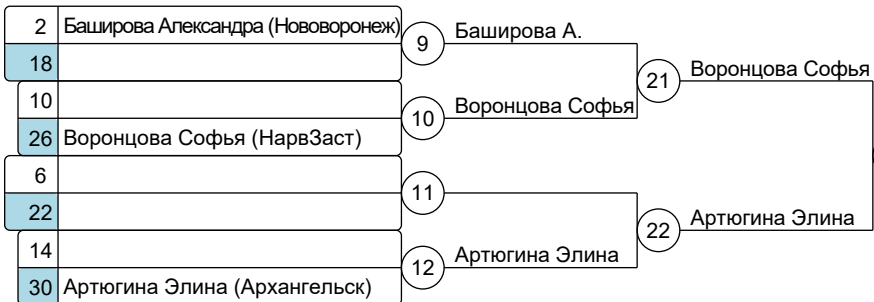 2 Баширова Александра (Нововоронеж)
9 Баширова А.
18
21 Воронцова Софья
10
10 Воронцова Софья
26 Воронцова Софья (НарвЗаст)
6
11
22
22 Артюгина Элина
14
12 Артюгина Элина
30 Артюгина Элина (Архангельск)